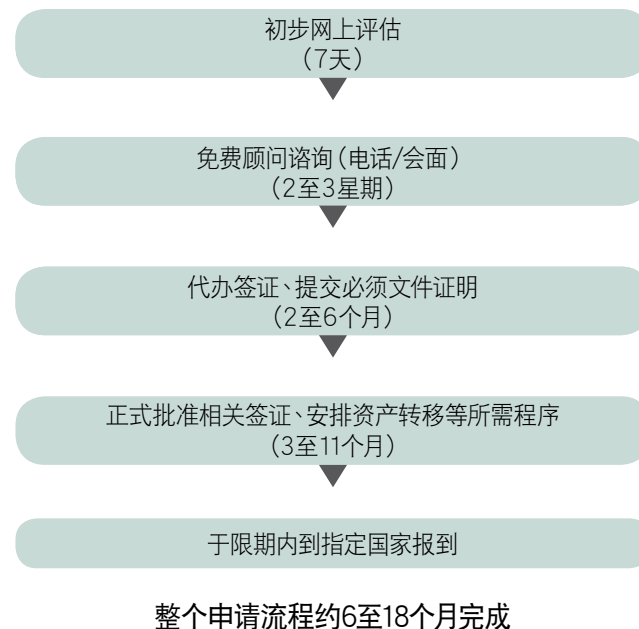 初步网上评估
（7天）
免费顾问谘询（电话/会面）
（2至3星期）
代办签证、提交必须文件证明
（2至6个月）
正式批准相关签证、安排资产转移等所需程序
（3至11个月）
于限期内到指定国家报到
整个申请流程约6至18个月完成